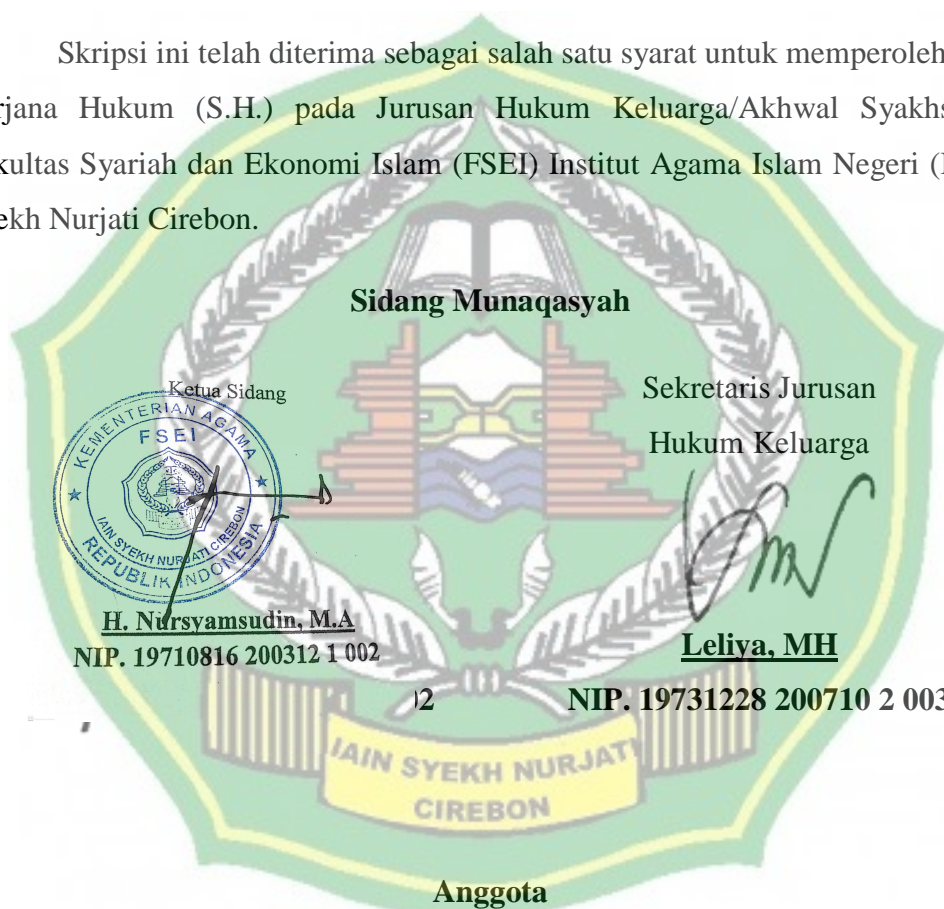 Skripsi ini telah diterima sebagai salah satu syarat untuk memperoleh
rjana Hukum (S.H.) pada Jurusan Hukum Keluarga/Akhwal Syakhs
kultas Syariah dan Ekonomi Islam (FSEI) Institut Agama Islam Negeri (I
ekh Nurjati Cirebon.
Sidang Munaqasyah
Ketua Sidang
KEMENTERIAN AGAMA
FSEI
IAIN SYEKH NURJATI CIREBON
REPUBLIK INDONESIA
H. Nursyamsudin, M.A
NIP. 19710816 200312 1 002
Sekretaris Jurusan
Hukum Keluarga
Leliya, MH
02
NIP. 19731228 200710 2 003
IAIN SYEKH NURJATI
CIREBON
Anggota